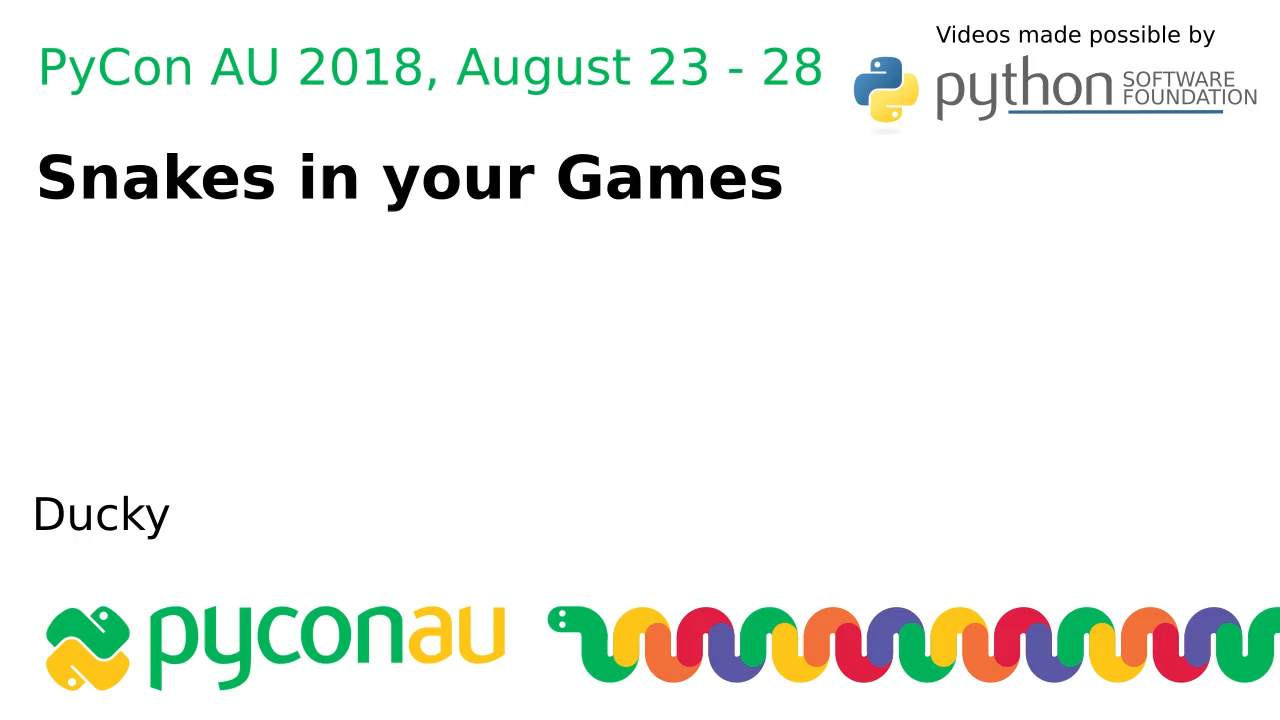 Videos made possible by
PyCon AU 2018, August 23 - 28
python SOFTWARE
FOUNDATION
Snakes in your Games
Ducky
pyconau